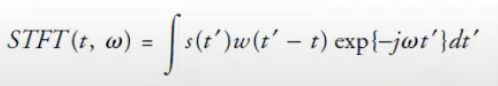 STFT(t, ω) = ∫ s(t′)w(t′ − t) exp{−jωt′}dt′